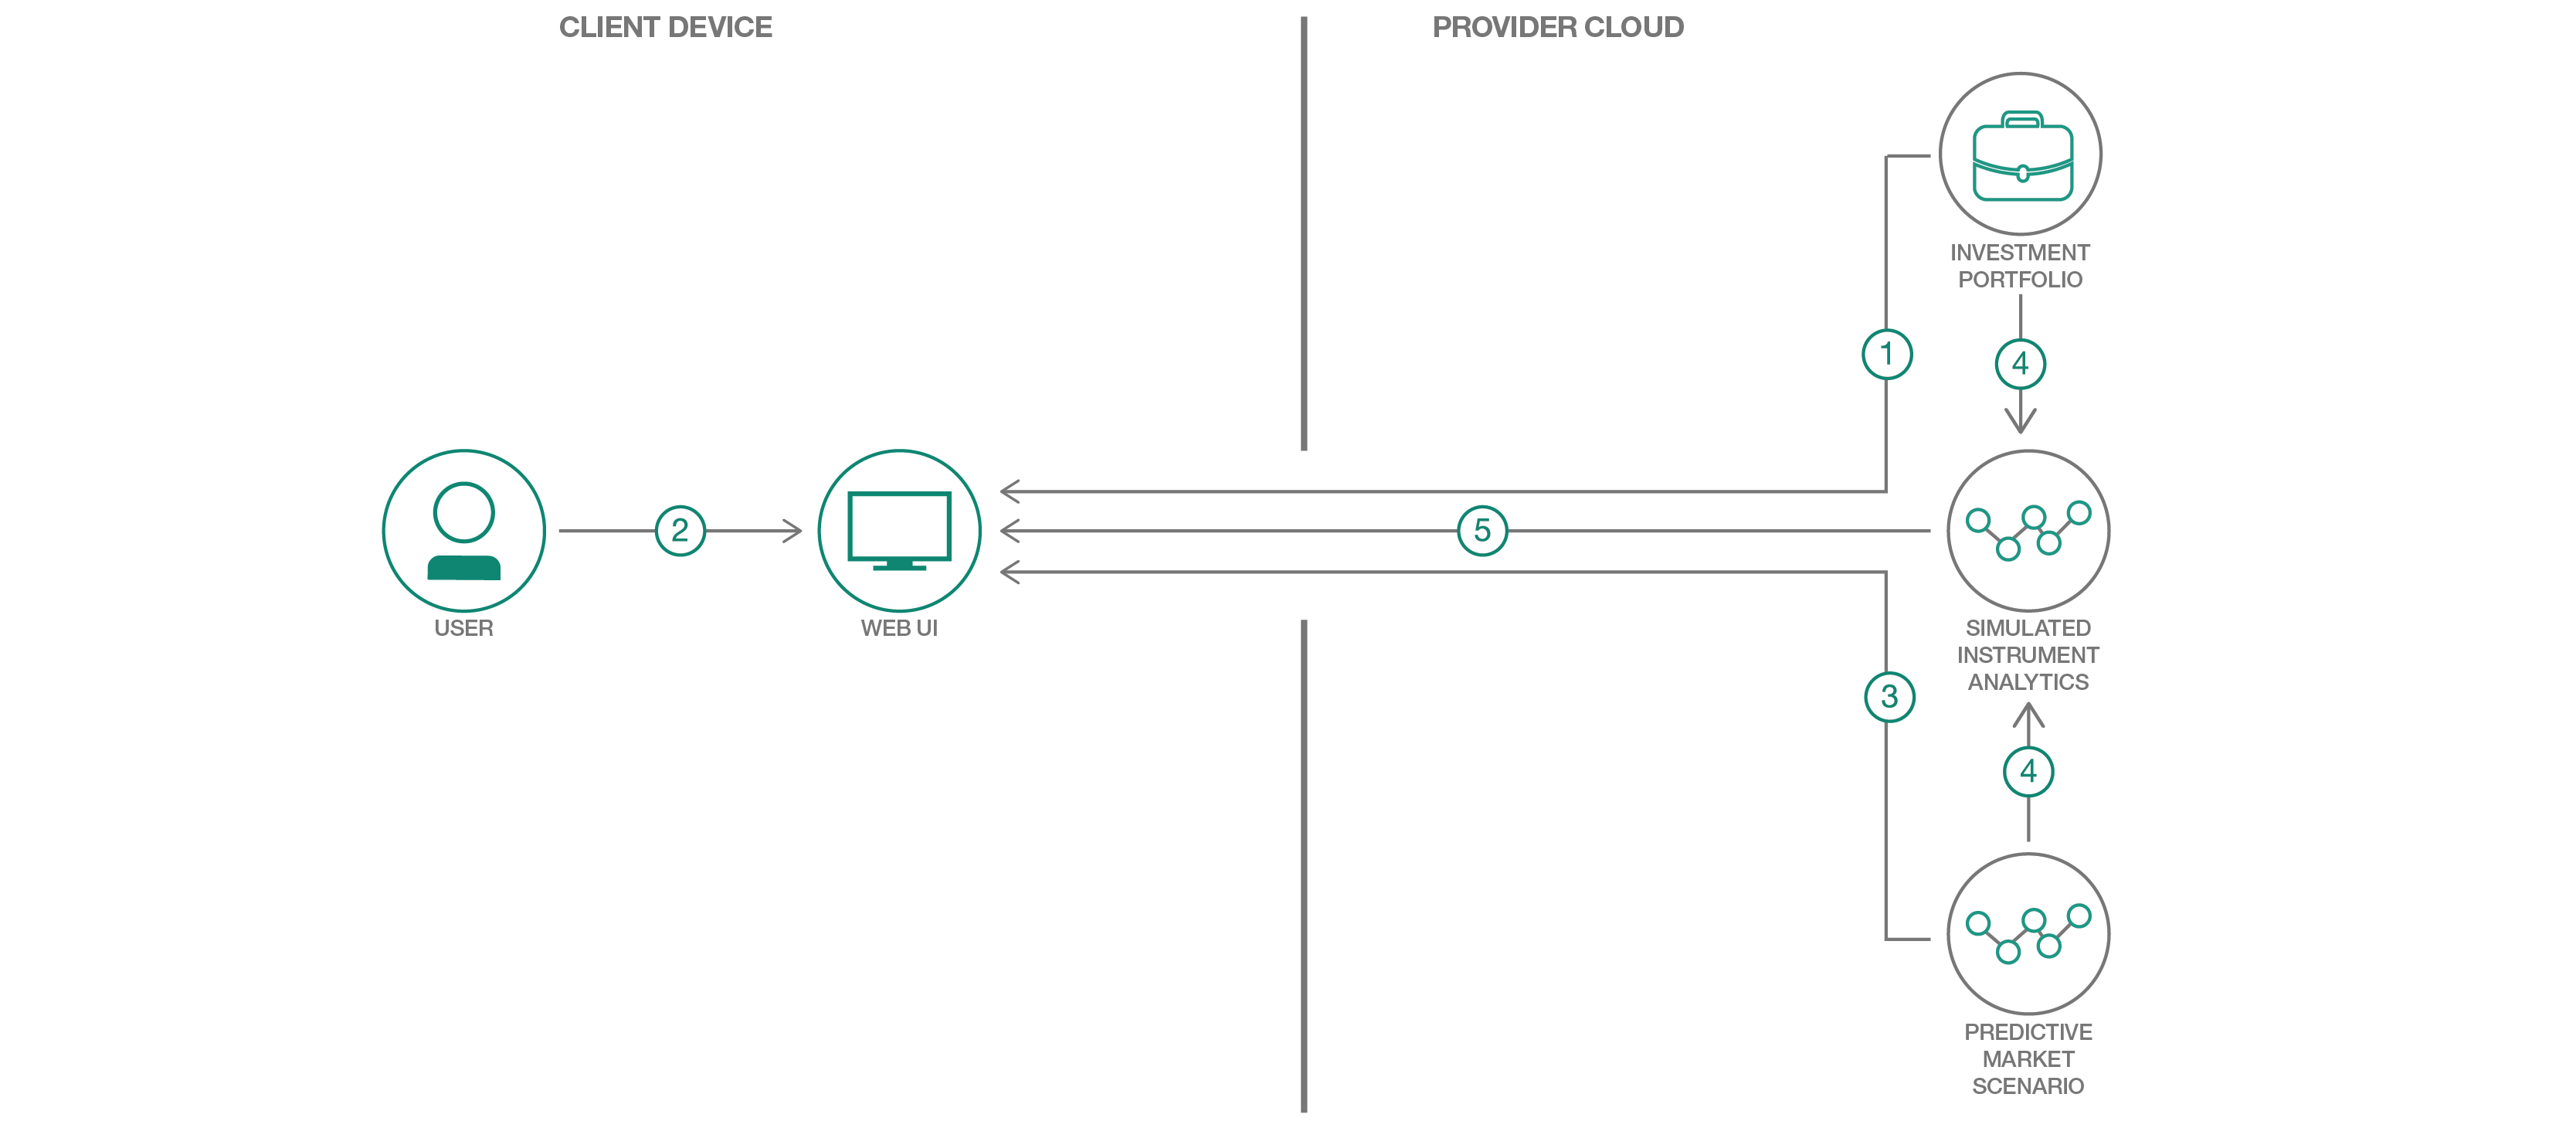 CLIENT DEVICE
PROVIDER CLOUD
INVESTMENT
PORTFOLIO
1
4
2
5
USER
WEB UI
SIMULATED
INSTRUMENT
ANALYTICS
3
4
PREDICTIVE
MARKET
SCENARIO